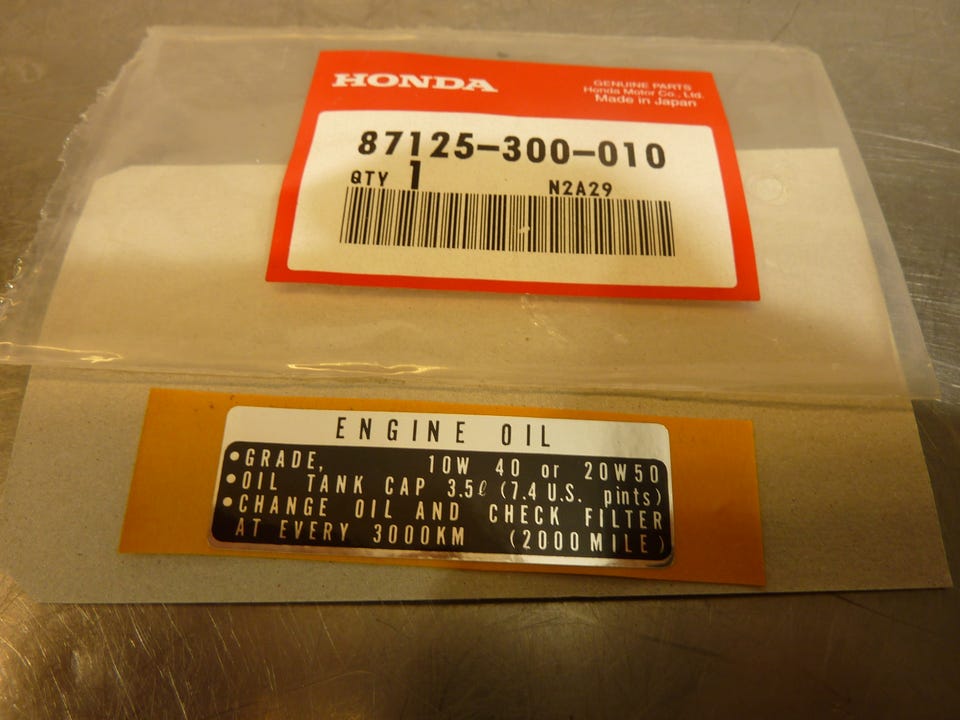 HONDA
GENUINE PARTS
Honda Motor Co., Ltd.
Made in Japan
87125-300-010
QTY 1 N2A29
ENGINE OIL
•GRADE, 10W 40 or 20W50
•OIL TANK CAP 3.5ℓ (7.4 U.S. pints)
•CHANGE OIL AND CHECK FILTER
AT EVERY 3000KM (2000MILE)